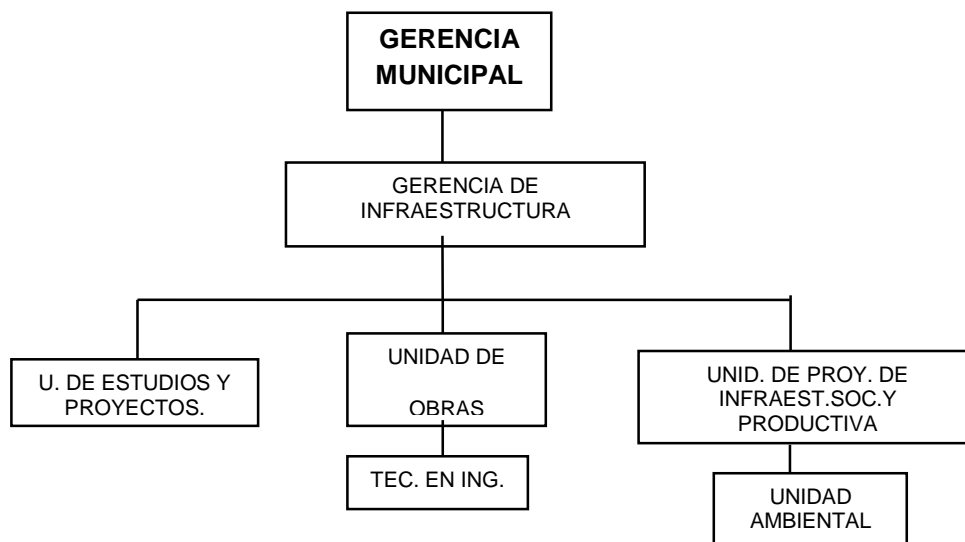 GERENCIA
MUNICIPAL
GERENCIA DE
INFRAESTRUCTURA
U. DE ESTUDIOS Y
PROYECTOS.
UNIDAD DE
OBRAS
UNID. DE PROY. DE
INFRAEST.SOC.Y
PRODUCTIVA
TEC. EN ING.
UNIDAD
AMBIENTAL